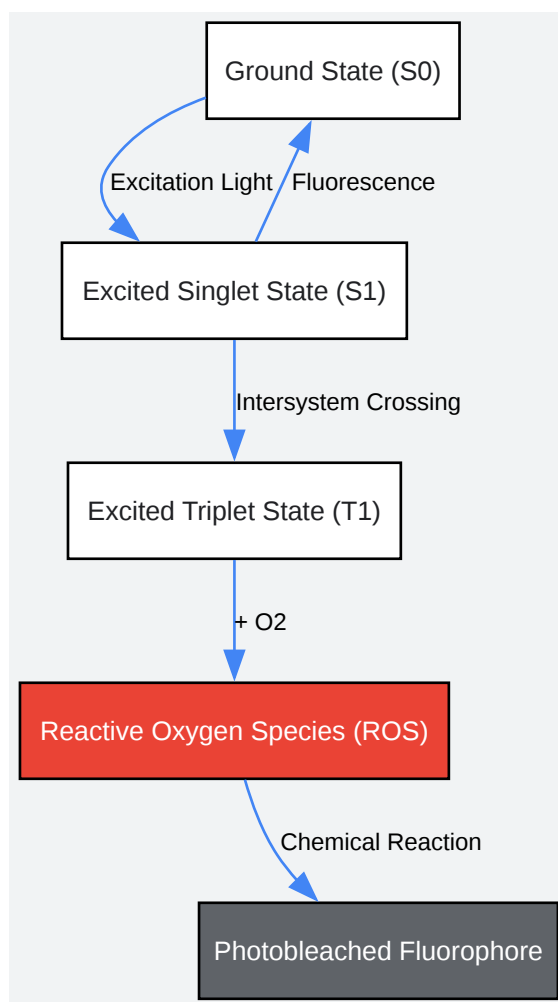 Ground State (S0)
Excitation Light
Fluorescence
Excited Singlet State (S1)
Intersystem Crossing
Excited Triplet State (T1)
+ O2
Reactive Oxygen Species (ROS)
Chemical Reaction
Photobleached Fluorophore